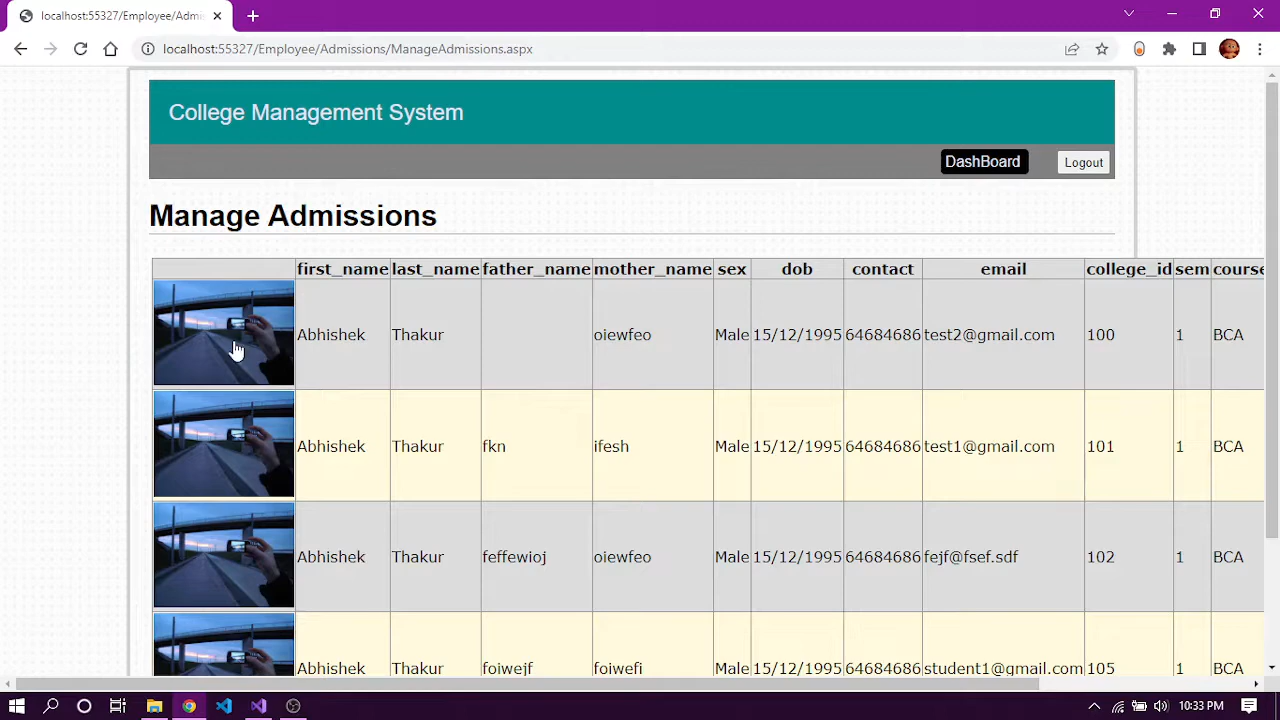 localhost:55327/Employee/Admi
localhost:55327/Employee/Admissions/ManageAdmissions.aspx
College Management System
DashBoard
Logout
Manage Admissions
first_name last_name father_name mother_name sex dob contact email college_id sem course
Abhishek Thakur oiewfeo Male 15/12/1995 64684686 test2@gmail.com 100 1 BCA
Abhishek Thakur fkn ifesh Male 15/12/1995 64684686 test1@gmail.com 101 1 BCA
Abhishek Thakur feffewioj oiewfeo Male 15/12/1995 64684686 fejf@fsef.sdf 102 1 BCA
Abhishek Thakur foiwejf foiwefi Male 15/12/1995 64684686 student1@gmail.com 105 1 BCA
10:33 PM